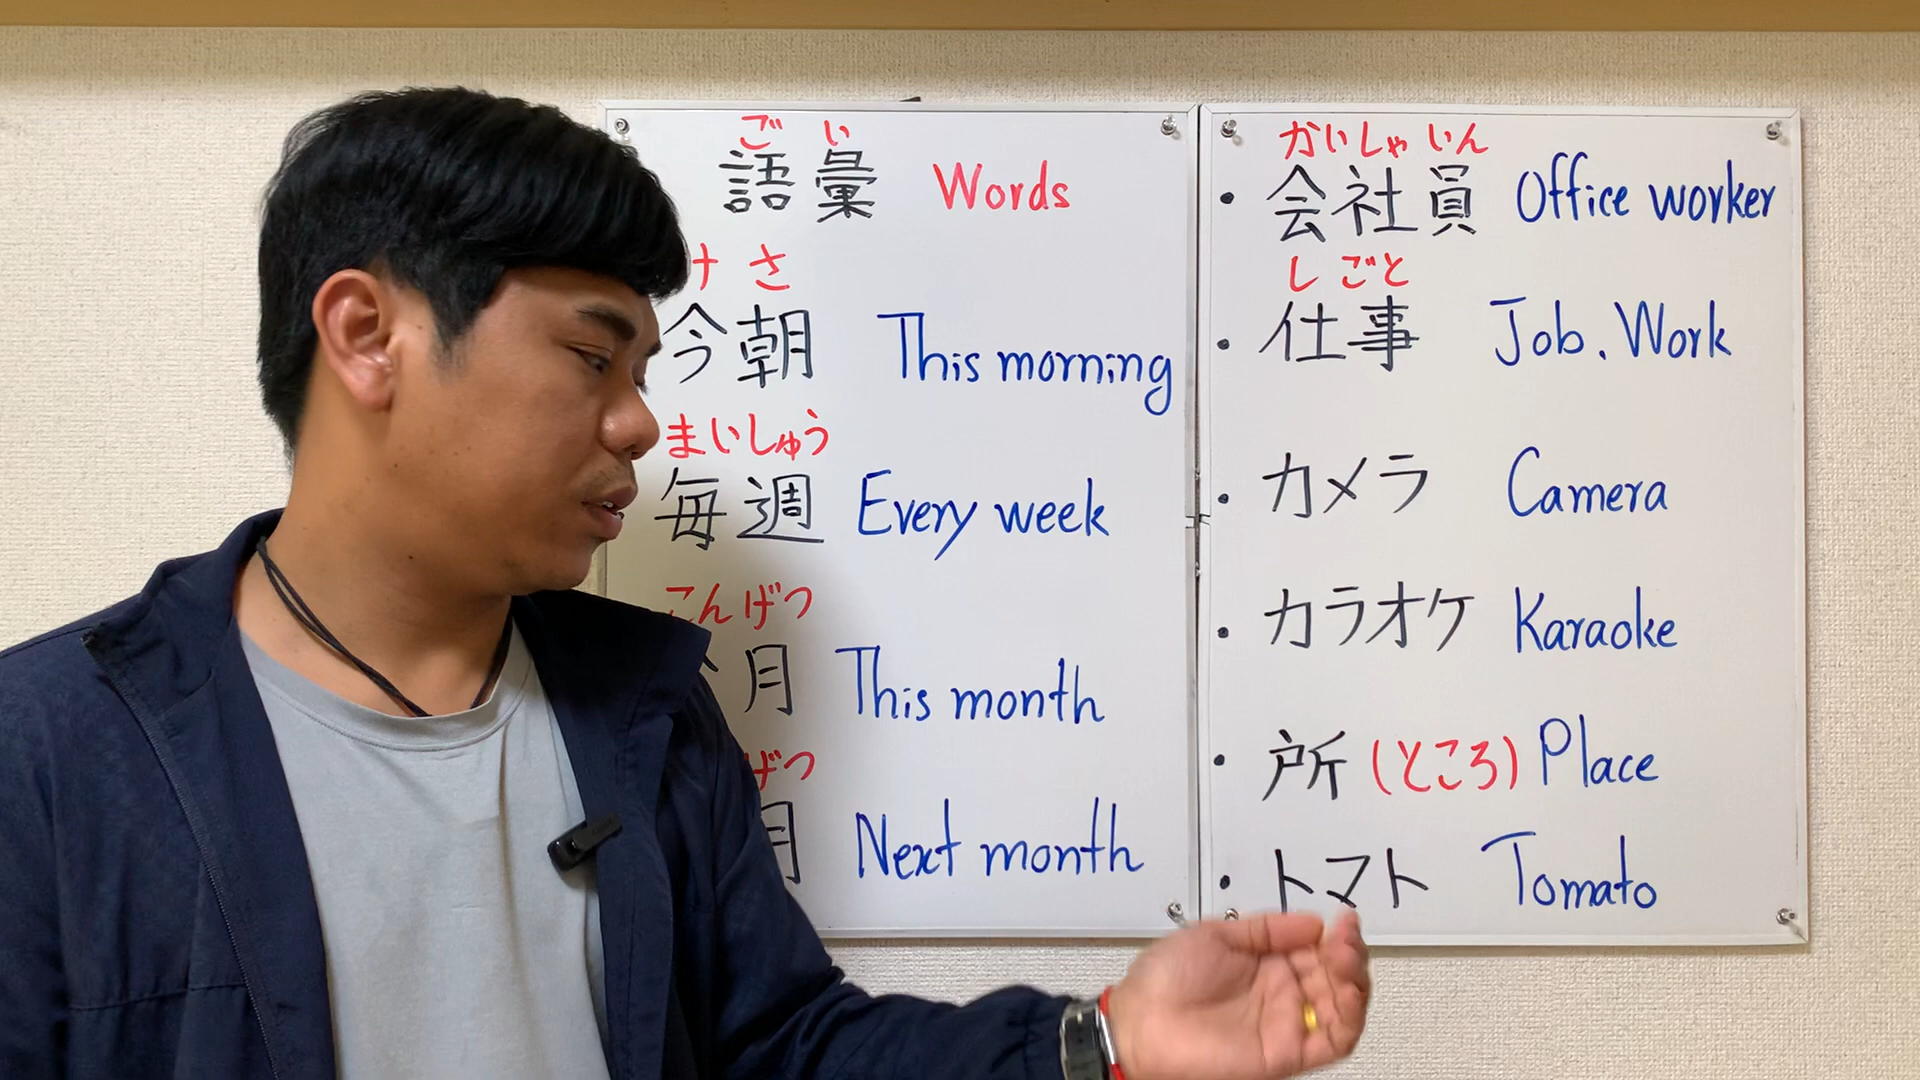 ごい
語彙 Words
さ
今朝 This morning
まいしゅう
毎週 Every week
こんげつ
月 This month
げつ
月 Next month
かいしゃいん
• 会社員 Office worker
しごと
• 仕事 Job. Work
• カメラ Camera
• カラオケ Karaoke
• 所 (ところ) Place
• トマト Tomato